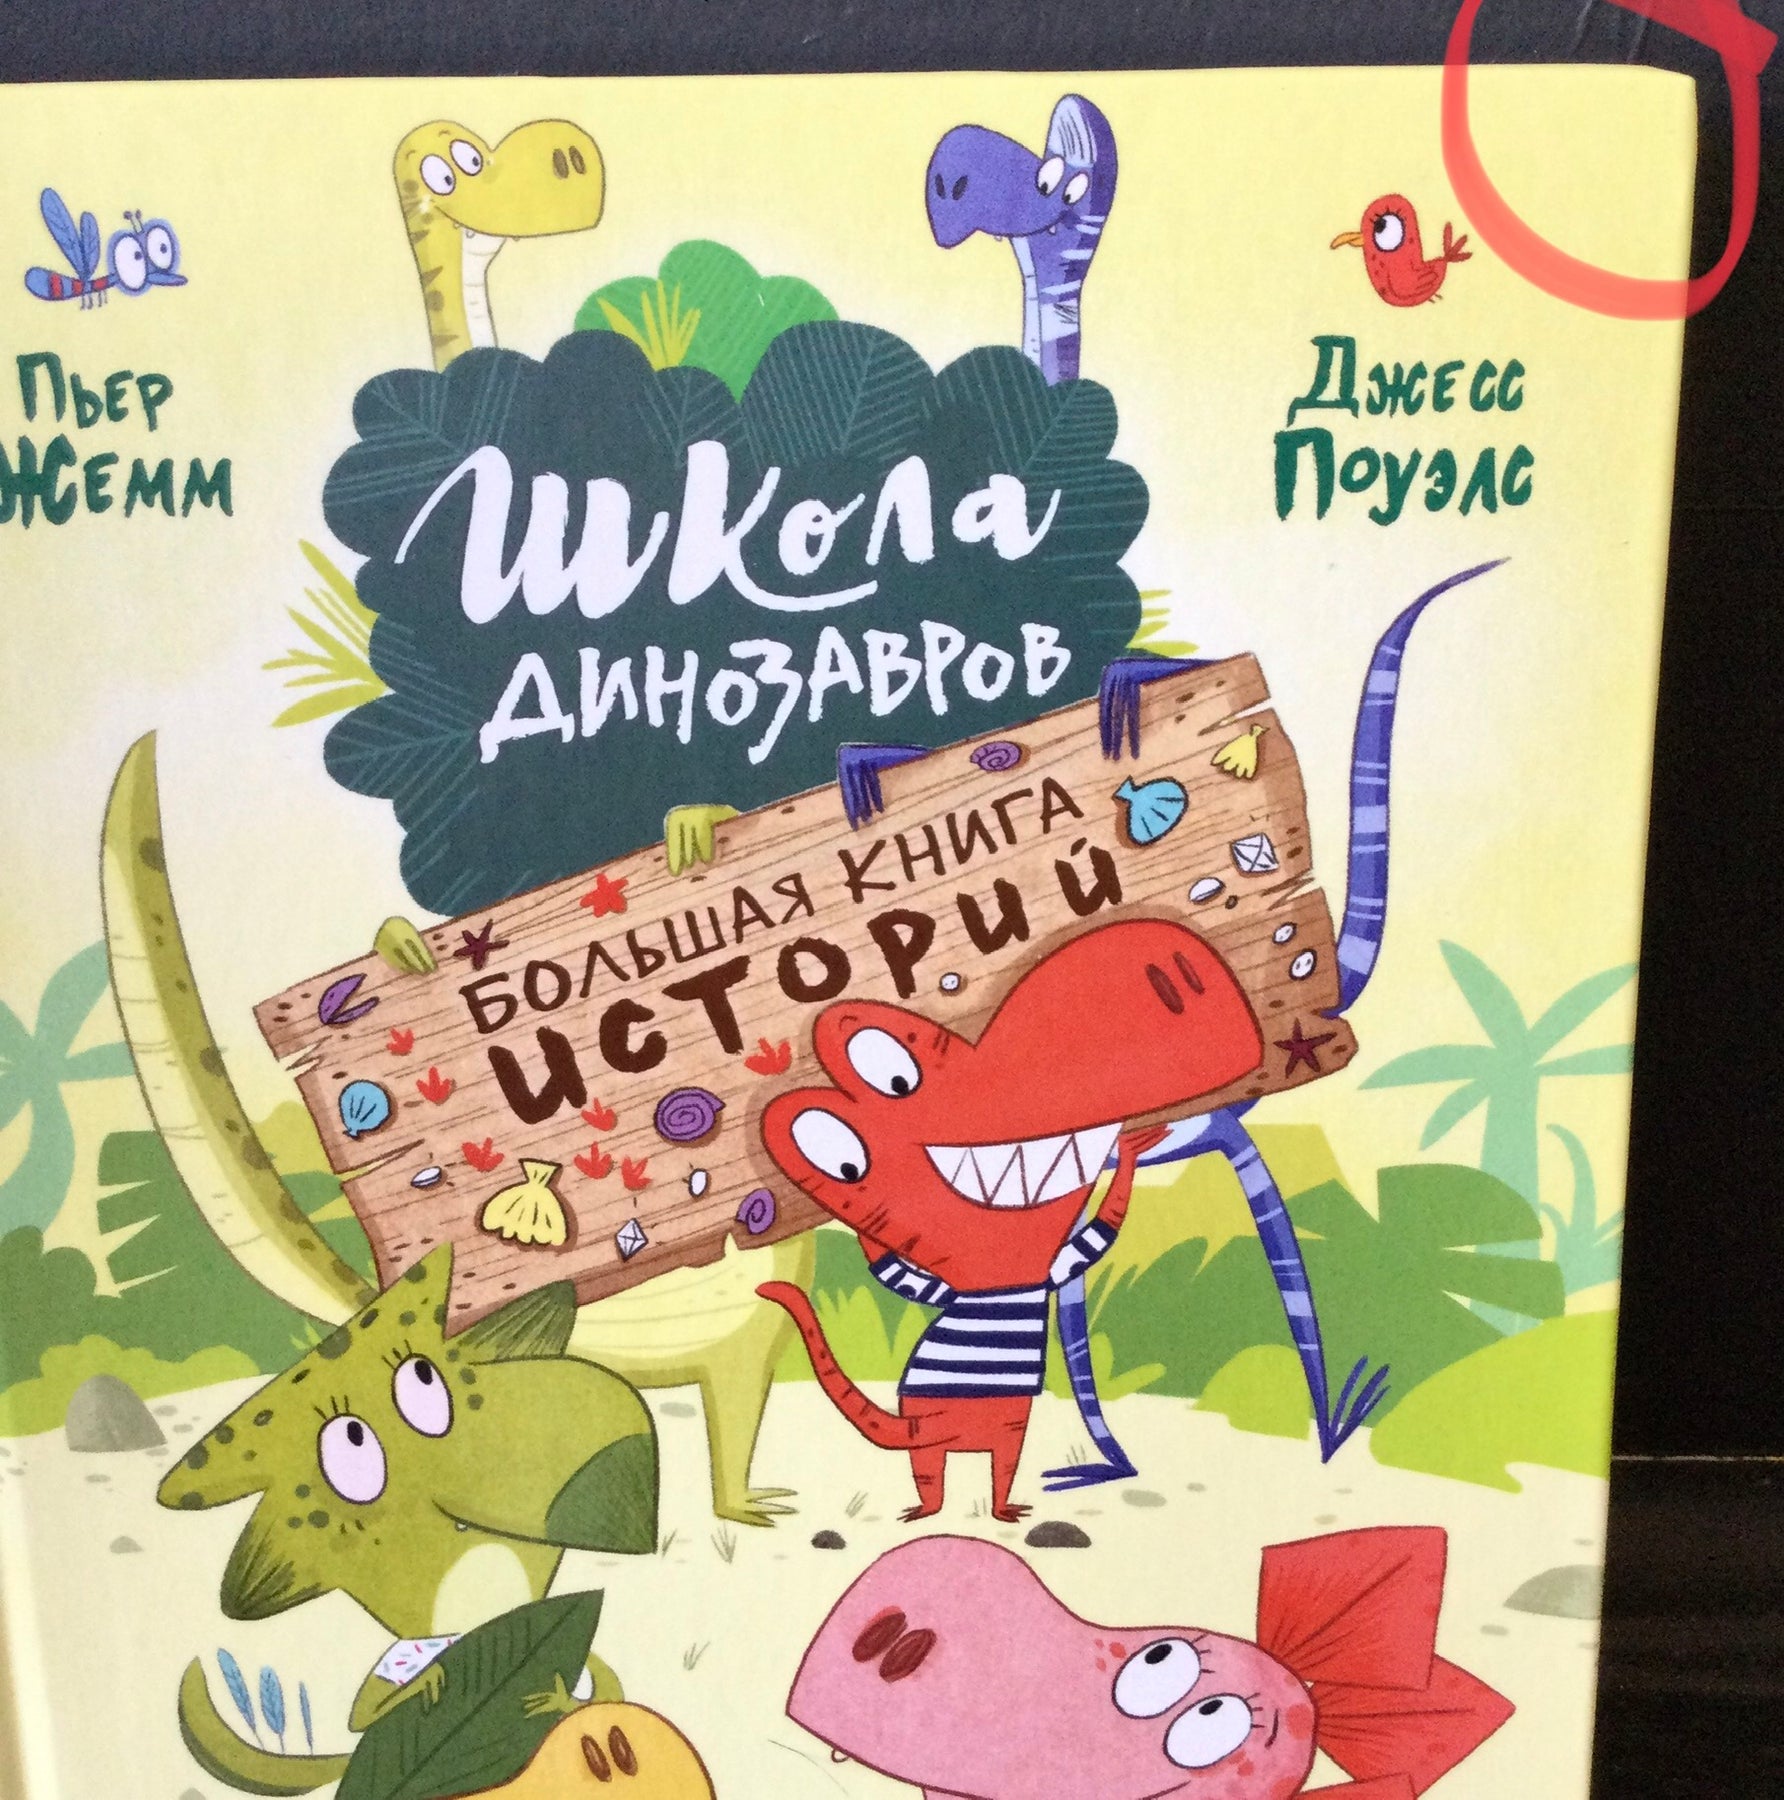 Пьер
Жемм
Джесс
Поуэлс
Школа
динозавров
БОЛЬШАЯ КНИГА
ИСТОРИЙ